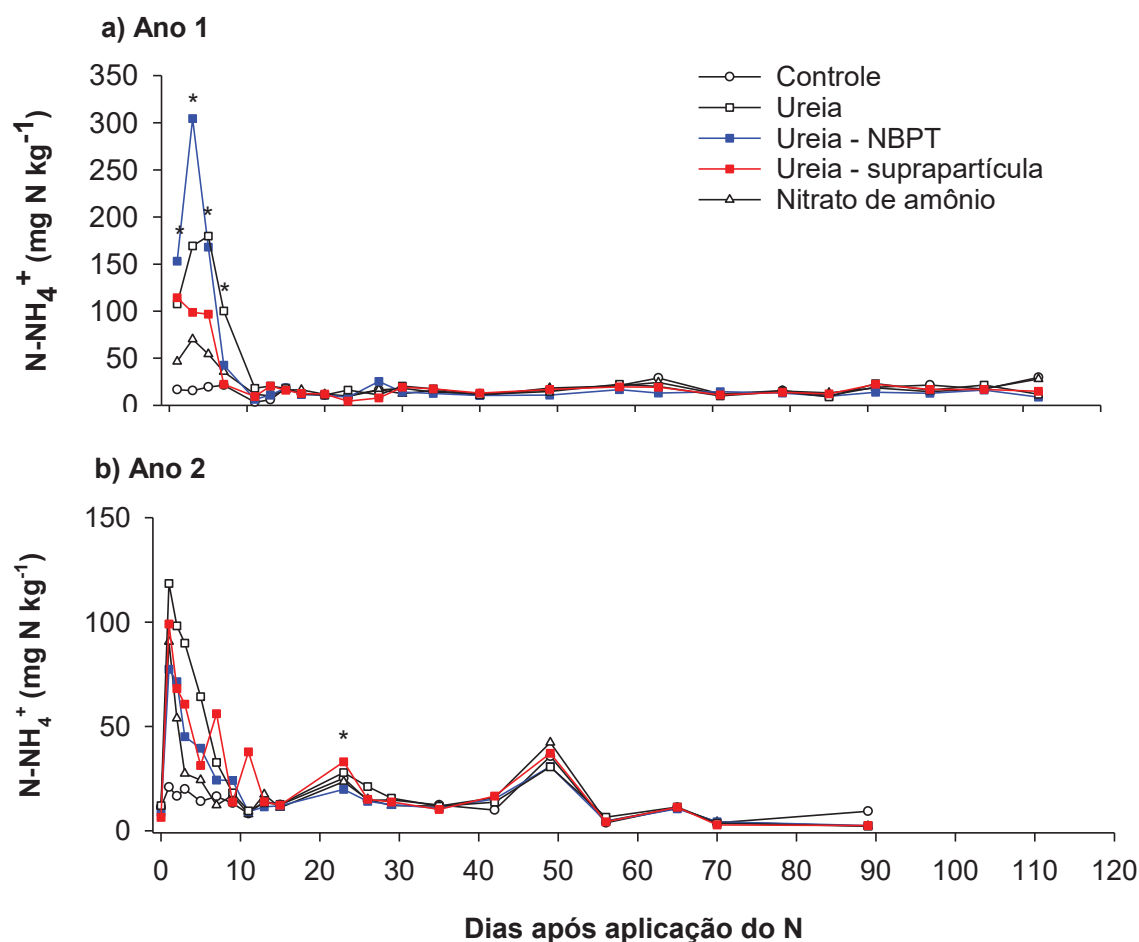 a) Ano 1
350
300
250
200
150
100
50
0
N-NH4+ (mg N kg-1)
*
*
*
*
Controle
Ureia
Ureia - NBPT
Ureia - suprapartícula
Nitrato de amônio
b) Ano 2
150
100
50
0
N-NH4+ (mg N kg-1)
*
0 10 20 30 40 50 60 70 80 90 100 110 120
Dias após aplicação do N